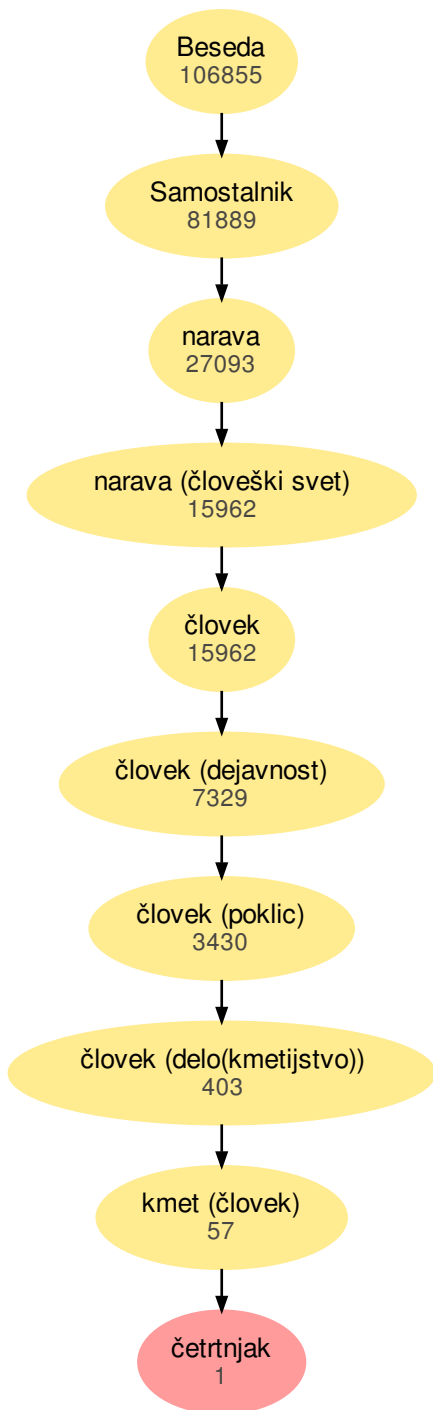 Beseda
106855
Samostalnik
81889
narava
27093
narava (človeški svet)
15962
človek
15962
človek (dejavnost)
7329
človek (poklic)
3430
človek (delo(kmetijstvo))
403
kmet (človek)
57
četrtnjak
1